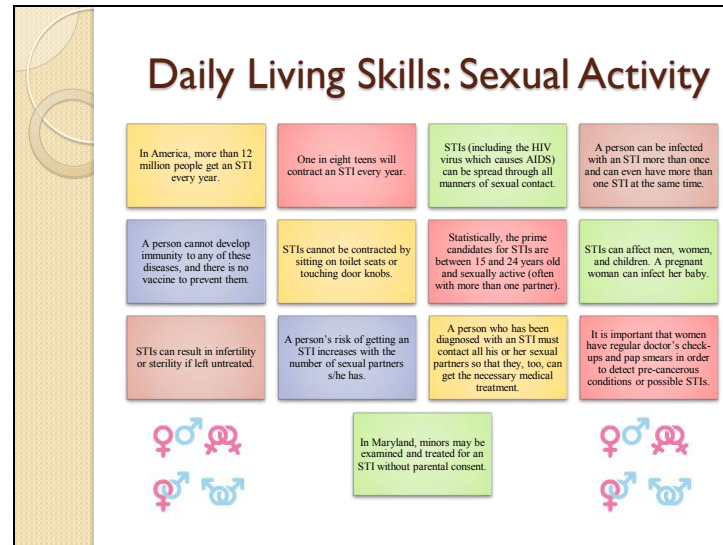 Daily Living Skills: Sexual Activity
In America, more than 12
million people get an STI
every year.
One in eight teens will
contract an STI every year.
STIs (including the HIV
virus which causes AIDS)
can be spread through all
manners of sexual contact.
A person can be infected
with an STI more than once
and can even have more than
one STI at the same time.
A person cannot develop
immunity to any of these
diseases, and there is no
vaccine to prevent them.
STIs cannot be contracted by
sitting on toilet seats or
touching door knobs.
Statistically, the prime
candidates for STIs are
between 15 and 24 years old
and sexually active (often
with more than one partner).
STIs can affect men, women,
and children. A pregnant
woman can infect her baby.
STIs can result in infertility
or sterility if left untreated.
A person's risk of getting an
STI increases with the
number of sexual partners
s/he has.
A person who has been
diagnosed with an STI must
contact all his or her sexual
partners so that they, too, can
get the necessary medical
treatment.
It is important that women
have regular doctor's check-
ups and pap smears in order
to detect pre-cancerous
conditions or possible STIs.
In Maryland, minors may be
examined and treated for an
STI without parental consent.